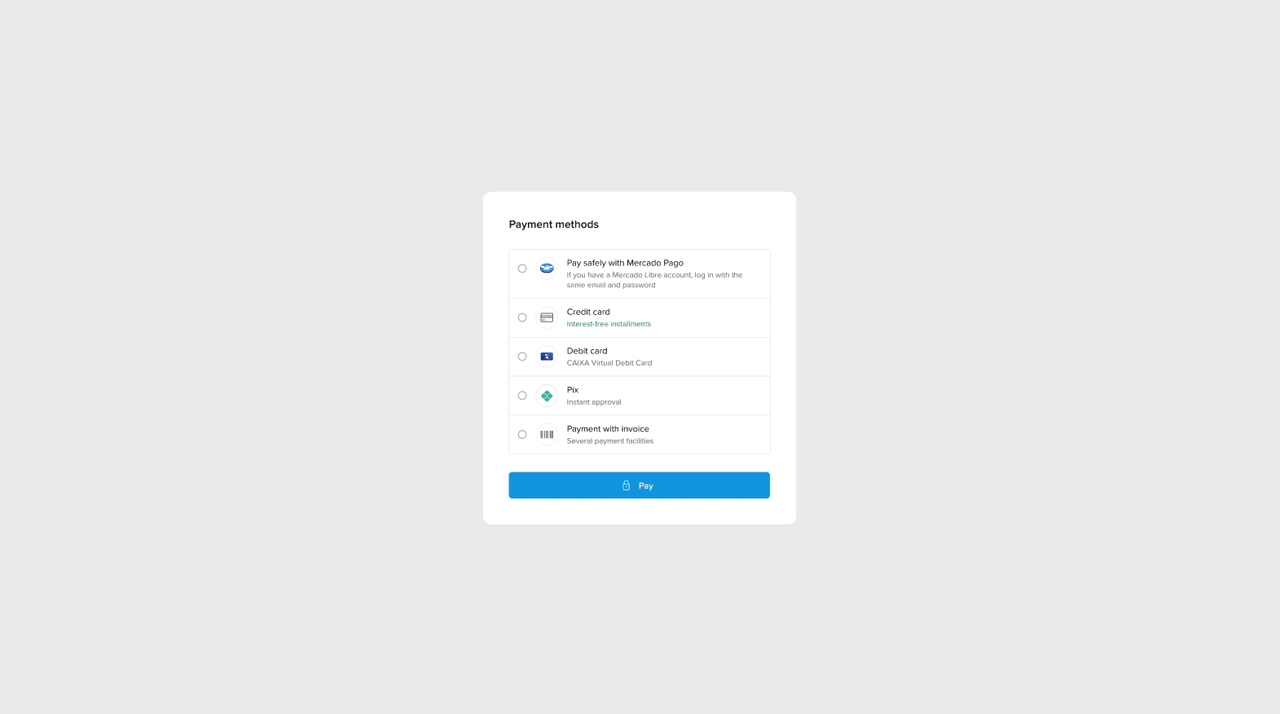 Payment methods
Pay safely with Mercado Pago
If you have a Mercado Libre account, log in with the
same email and password
Credit card
Interest-free installments
Debit card
CAIXA Virtual Debit Card
Pix
Instant approval
Payment with invoice
Several payment facilities
Pay